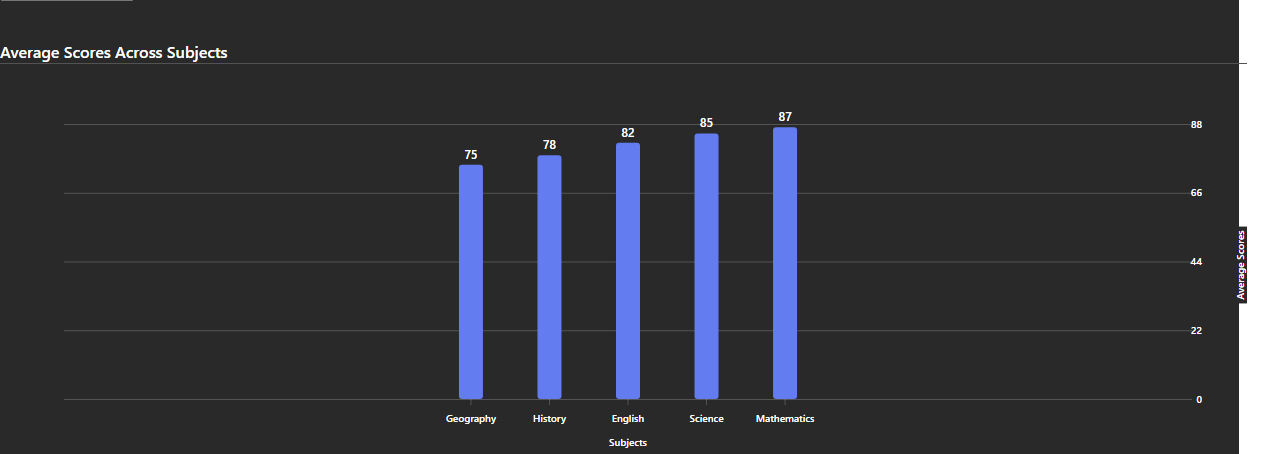 Average Scores Across Subjects
75
78
82
85
87
88
66
44
22
0
Average Scores
Geography
History
English
Science
Mathematics
Subjects